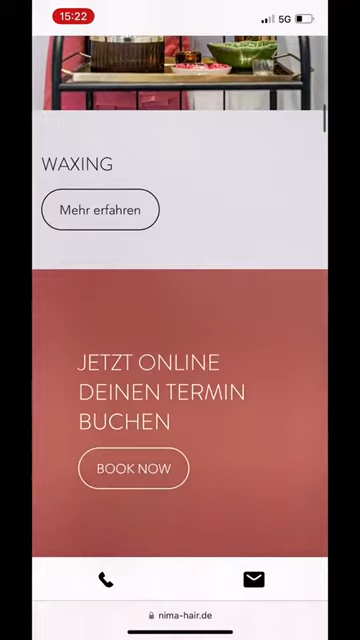 15:22
5G
WAXING
Mehr erfahren
JETZT ONLINE
DEINEN TERMIN
BUCHEN
BOOK NOW
nima-hair.de